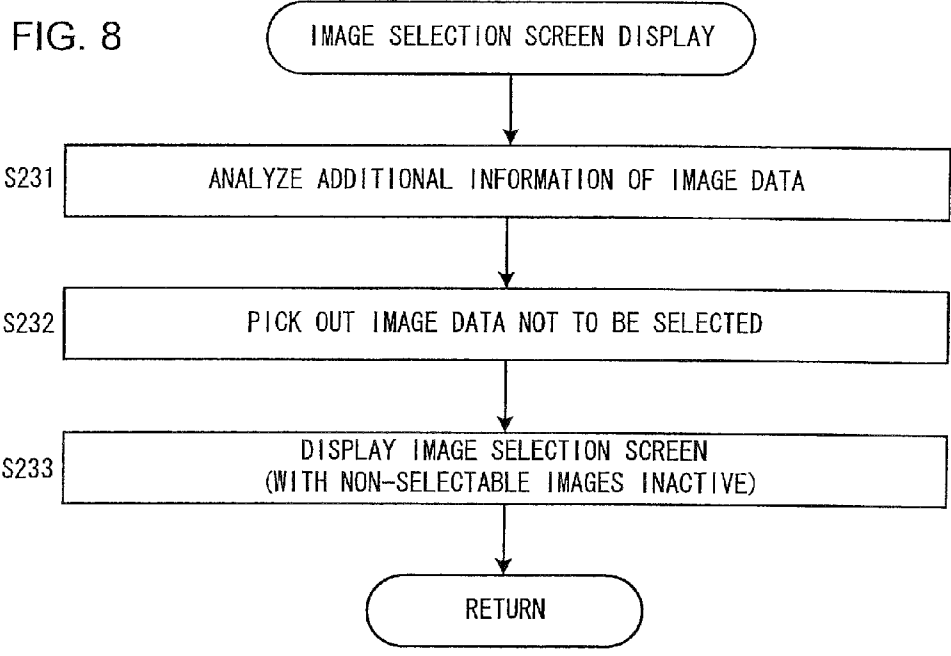 FIG. 8
IMAGE SELECTION SCREEN DISPLAY
S231
ANALYZE ADDITIONAL INFORMATION OF IMAGE DATA
S232
PICK OUT IMAGE DATA NOT TO BE SELECTED
S233
DISPLAY IMAGE SELECTION SCREEN
(WITH NON-SELECTABLE IMAGES INACTIVE)
RETURN